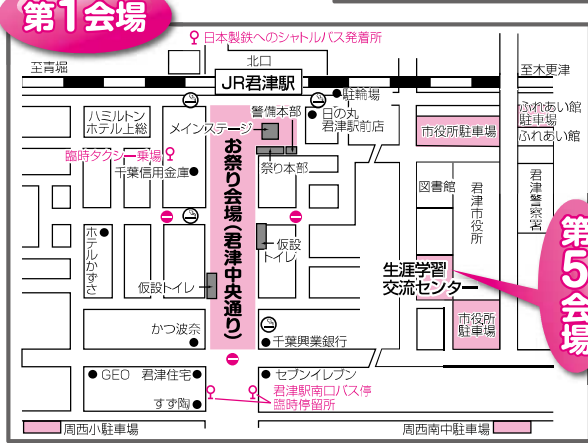 第1会場
日本製鉄へのシャトルバス発着所
北口
至青堀
JR君津駅
至木更津
駐輪場
ハミルトン
ホテル上総
警備本部
日の丸
君津駅前店
メインステージ
市役所駐車場
ふれあい館
駐車場
ふれあい館
臨時タクシー乗場
千葉信用金庫
祭り本部
お祭り会場(君津中央通り)
図書館
君津市役所
君津警察署
ホテルかずさ
仮設
トイレ
仮設トイレ
生涯学習
交流センター
第5会場
かつ波奈
千葉興業銀行
市役所
駐車場
GEO
君津住宅
セブンイレブン
すず陶
君津駅南口バス停
臨時停留所
周西小駐車場
周西南中駐車場